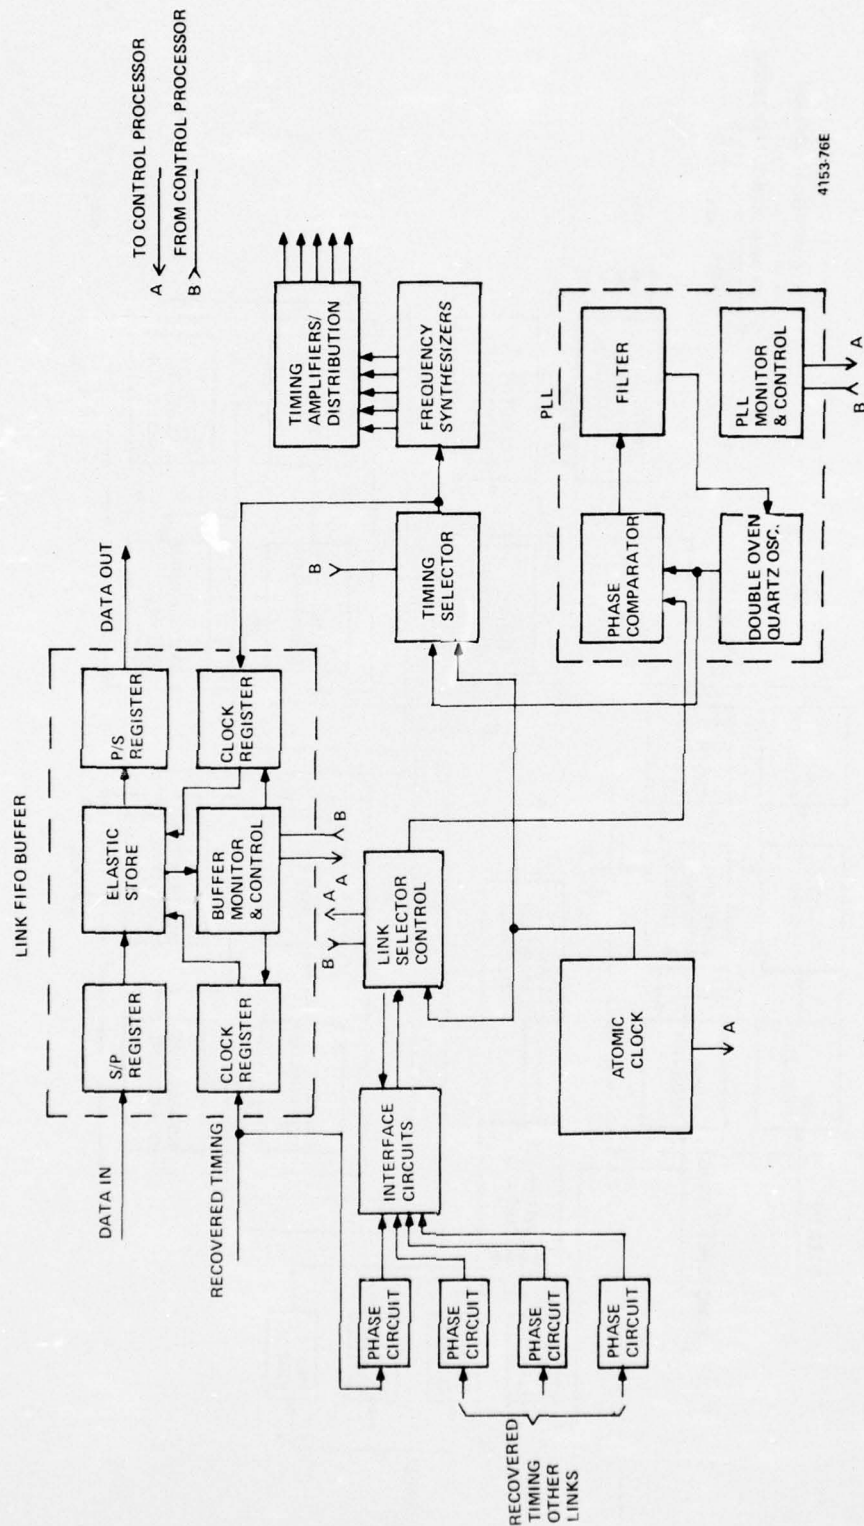 LINK FIFO BUFFER
TO CONTROL PROCESSOR
A
FROM CONTROL PROCESSOR
B
DATA IN
S/P
REGISTER
ELASTIC
STORE
P/S
REGISTER
DATA OUT
RECOVERED TIMING
CLOCK
REGISTER
BUFFER
MONITOR
& CONTROL
CLOCK
REGISTER
A
B
TIMING
AMPLIFIERS/
DISTRIBUTION
FREQUENCY
SYNTHESIZERS
B
TIMING
SELECTOR
B
A
LINK
SELECTOR
CONTROL
INTERFACE
CIRCUITS
PHASE
CIRCUIT
PHASE
CIRCUIT
PHASE
CIRCUIT
PHASE
CIRCUIT
RECOVERED
TIMING
OTHER
LINKS
ATOMIC
CLOCK
A
PLL
PHASE
COMPARATOR
FILTER
DOUBLE OVEN
QUARTZ OSC.
PLL
MONITOR
& CONTROL
B
A
4153-76E